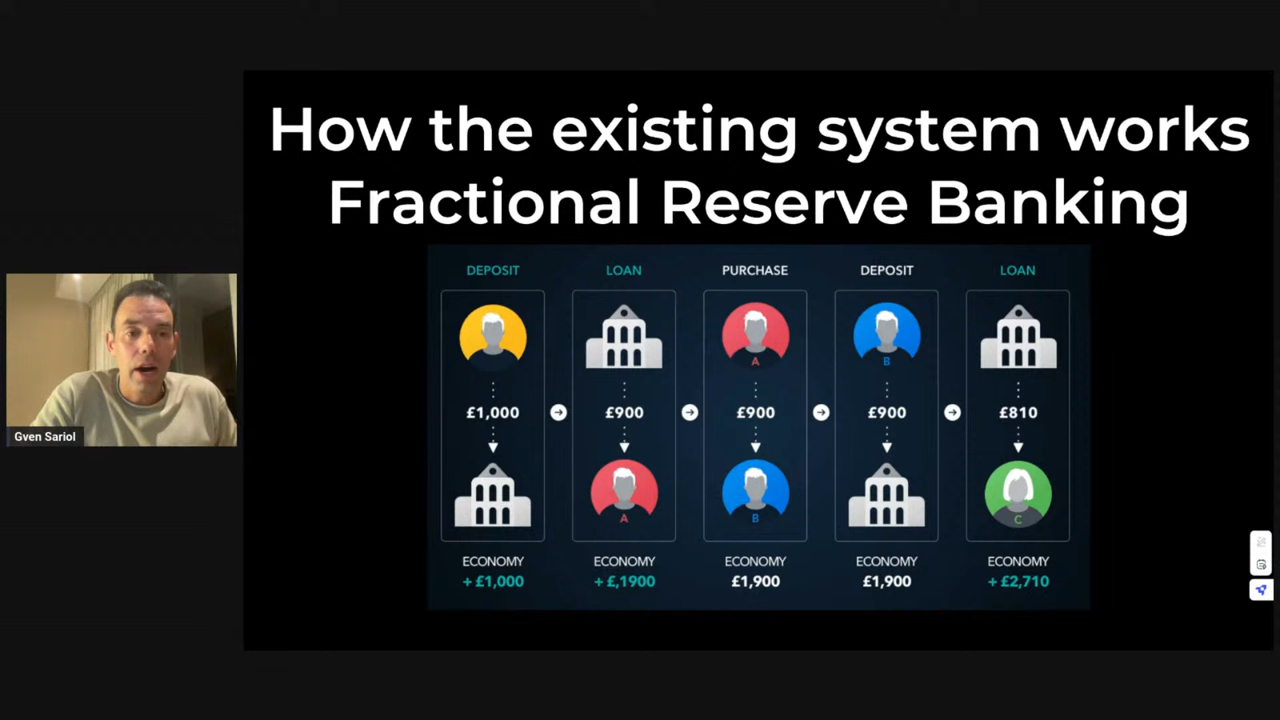 How the existing system works
Fractional Reserve Banking
DEPOSIT LOAN PURCHASE DEPOSIT LOAN
A B
£1,000 £900 £900 £900 £810
A B C
ECONOMY ECONOMY ECONOMY ECONOMY ECONOMY
+ £1,000 + £,1900 £1,900 £1,900 + £2,710
Gven Sariol